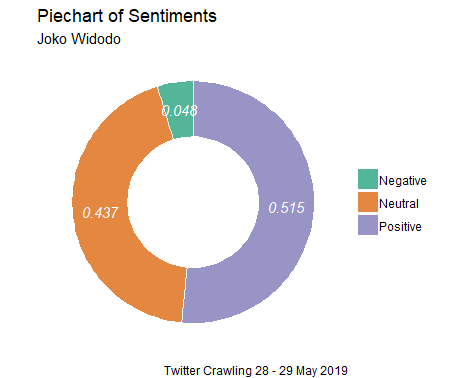 Piechart of Sentiments
Joko Widodo
0.048
0.437
0.515
Negative
Neutral
Positive
Twitter Crawling 28 - 29 May 2019